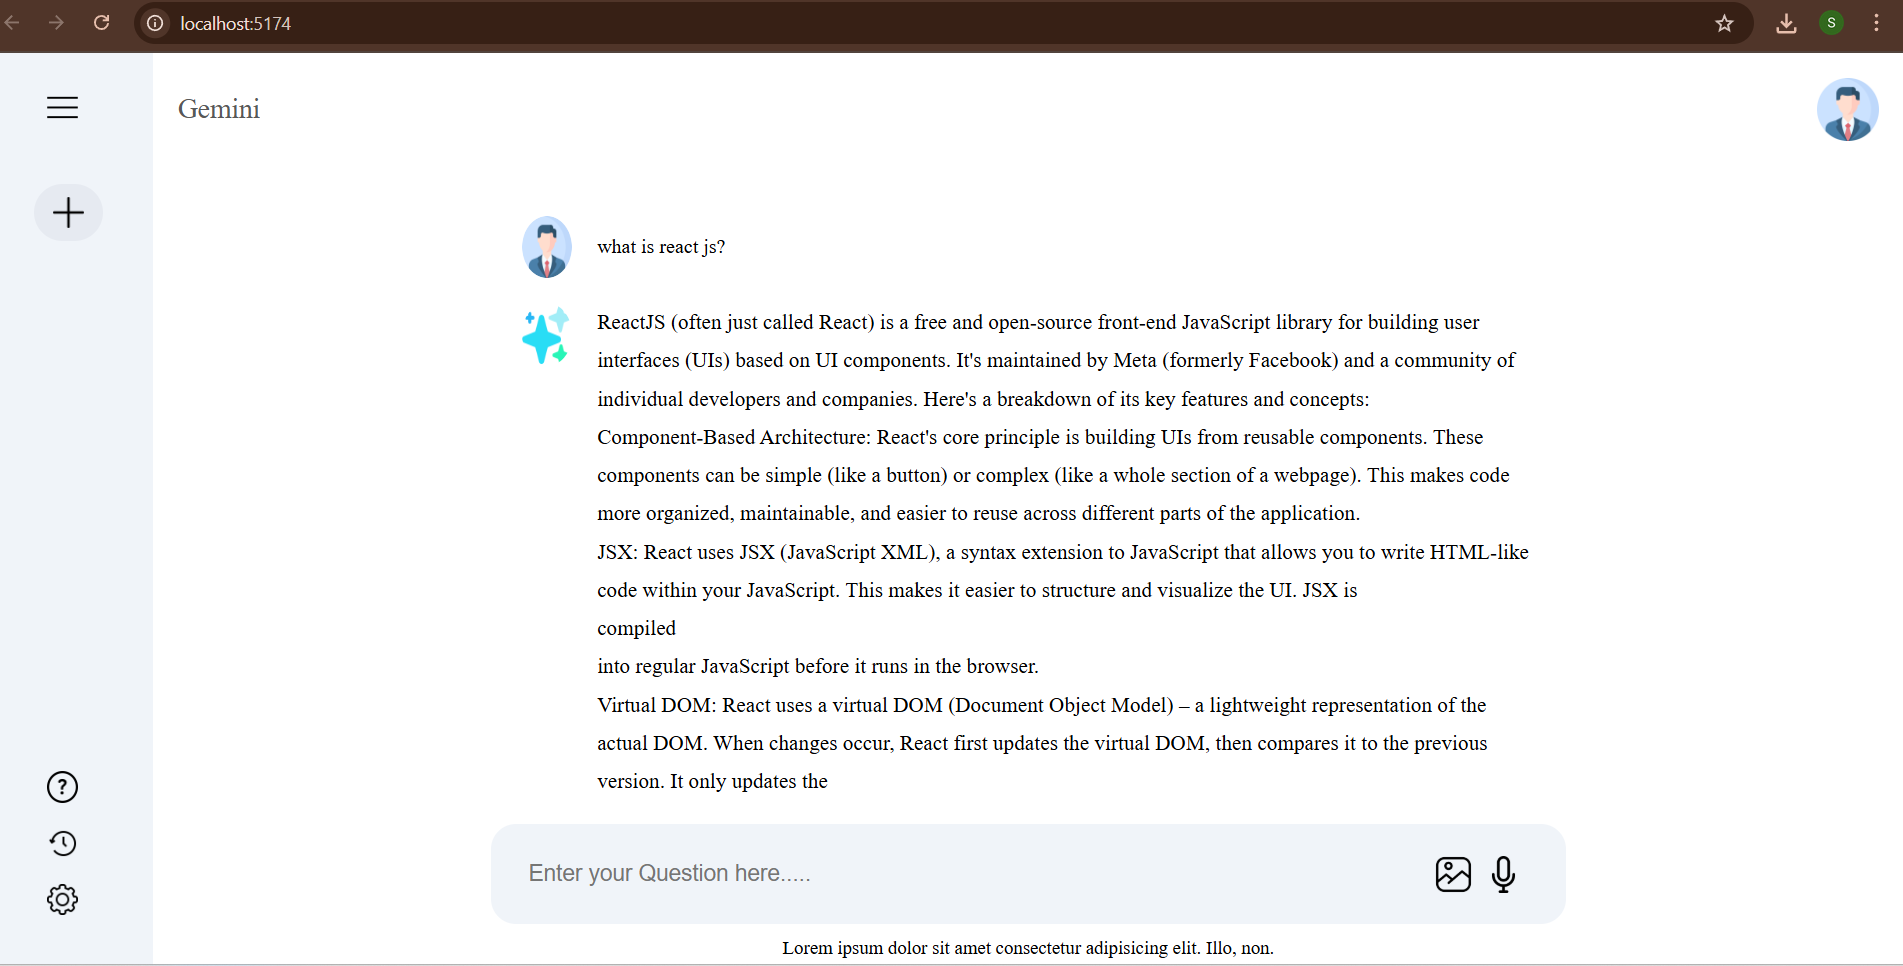 localhost:5174
S
Gemini
what is react js?
ReactJS (often just called React) is a free and open-source front-end JavaScript library for building user
interfaces (UIs) based on UI components. It's maintained by Meta (formerly Facebook) and a community of
individual developers and companies. Here's a breakdown of its key features and concepts:
Component-Based Architecture: React's core principle is building UIs from reusable components. These
components can be simple (like a button) or complex (like a whole section of a webpage). This makes code
more organized, maintainable, and easier to reuse across different parts of the application.
JSX: React uses JSX (JavaScript XML), a syntax extension to JavaScript that allows you to write HTML-like
code within your JavaScript. This makes it easier to structure and visualize the UI. JSX is
compiled
into regular JavaScript before it runs in the browser.
Virtual DOM: React uses a virtual DOM (Document Object Model) – a lightweight representation of the
actual DOM. When changes occur, React first updates the virtual DOM, then compares it to the previous
version. It only updates the
Enter your Question here.....
Lorem ipsum dolor sit amet consectetur adipisicing elit. Illo, non.